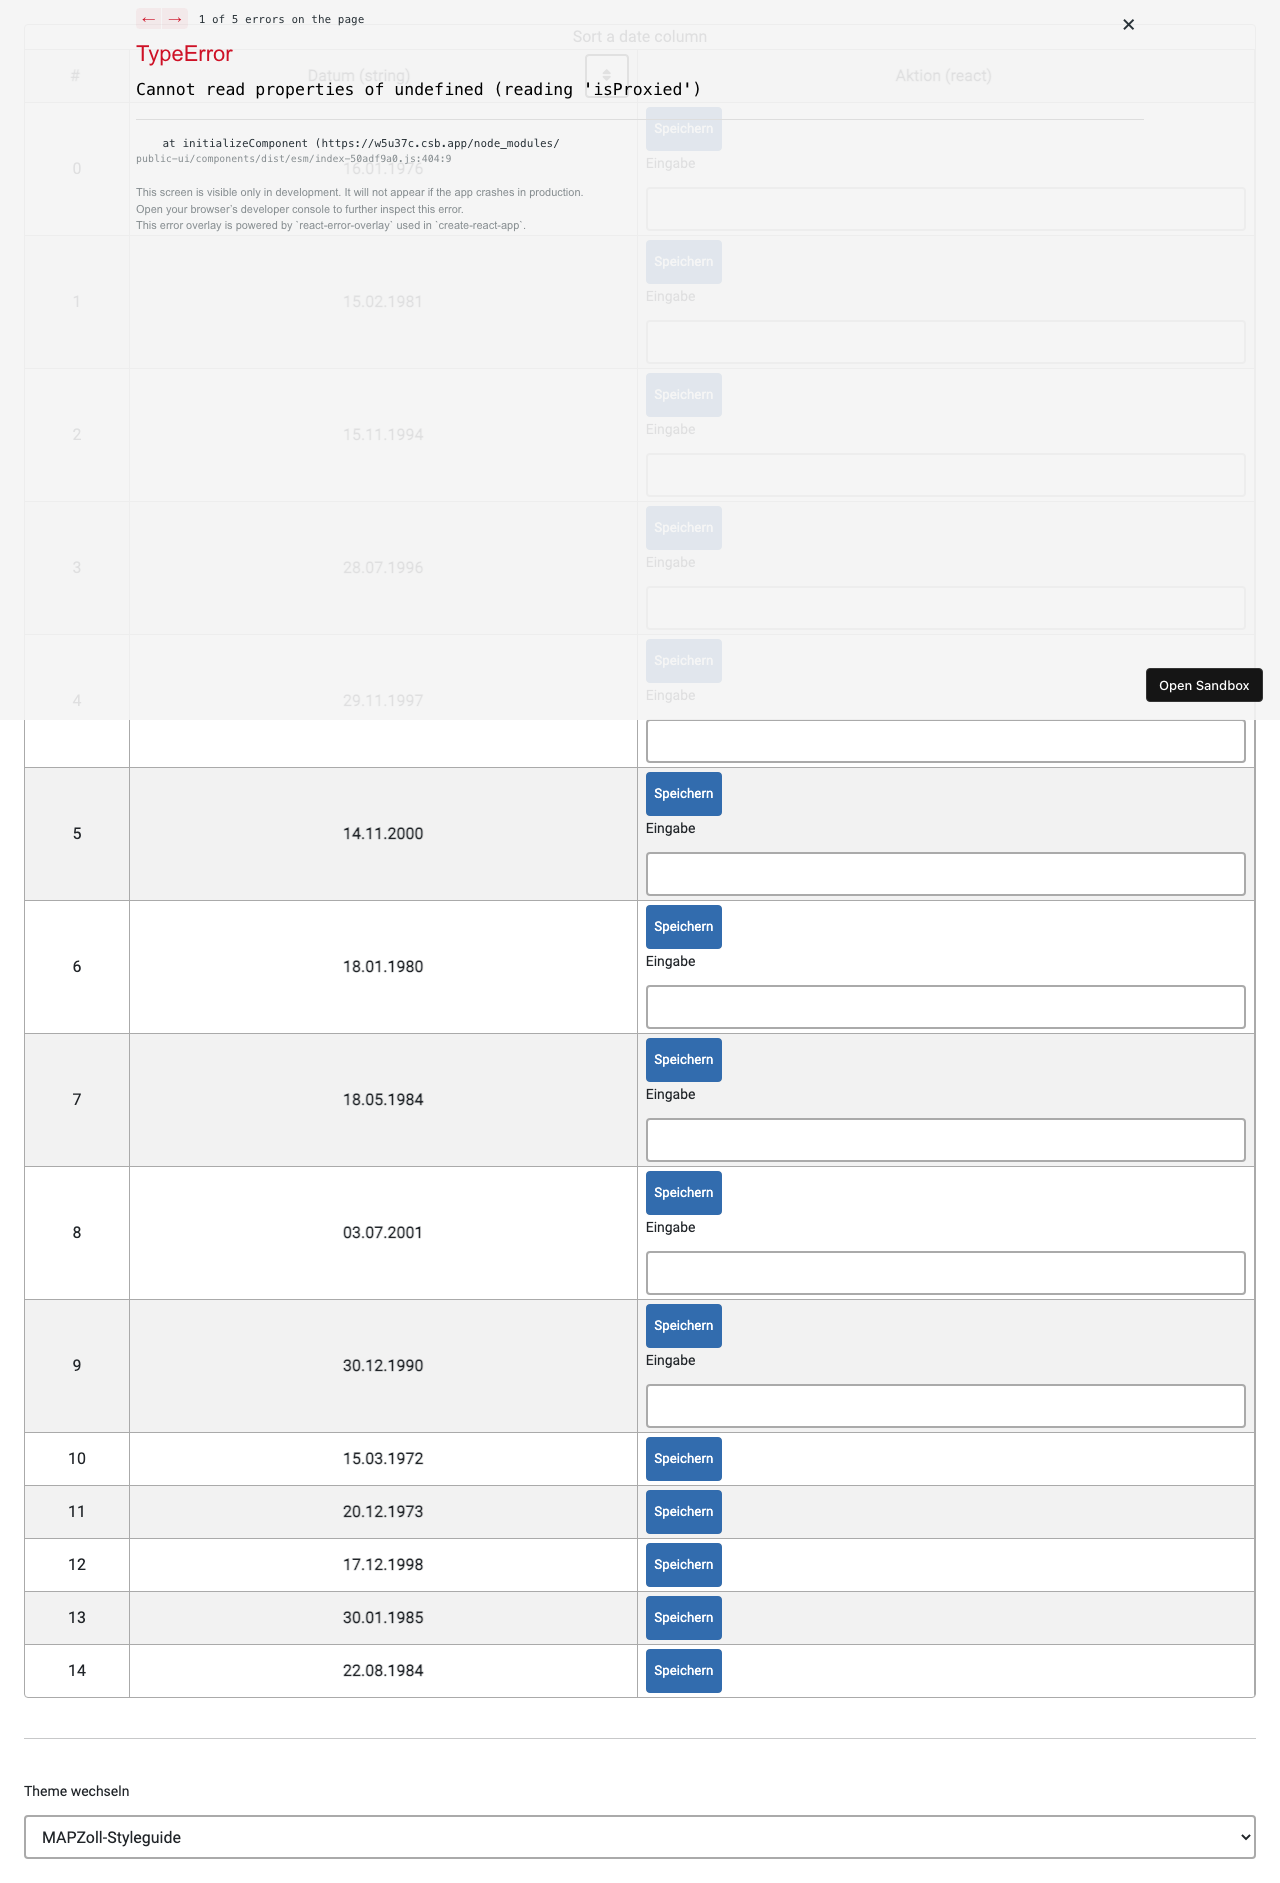 ← → 1 of 5 errors on the page
✕
Sort a date column
TypeError
# Datum (string) Aktion (react)
Cannot read properties of undefined (reading 'isProxied')
Speichern
at initializeComponent (https://w5u37c.csb.app/node_modules/
public-ui/components/dist/esm/index-50adf9a0.js:404:9
Eingabe
0 16.01.1976
This screen is visible only in development. It will not appear if the app crashes in production.
Open your browser’s developer console to further inspect this error.
This error overlay is powered by `react-error-overlay` used in `create-react-app`.
Speichern
Eingabe
1 15.02.1981
Speichern
Eingabe
2 15.11.1994
Speichern
Eingabe
3 28.07.1996
Speichern
Open Sandbox
Eingabe
4 29.11.1997
Speichern
Eingabe
5 14.11.2000
Speichern
Eingabe
6 18.01.1980
Speichern
Eingabe
7 18.05.1984
Speichern
Eingabe
8 03.07.2001
Speichern
Eingabe
9 30.12.1990
10 15.03.1972 Speichern
11 20.12.1973 Speichern
12 17.12.1998 Speichern
13 30.01.1985 Speichern
14 22.08.1984 Speichern
Theme wechseln
MAPZoll-Styleguide